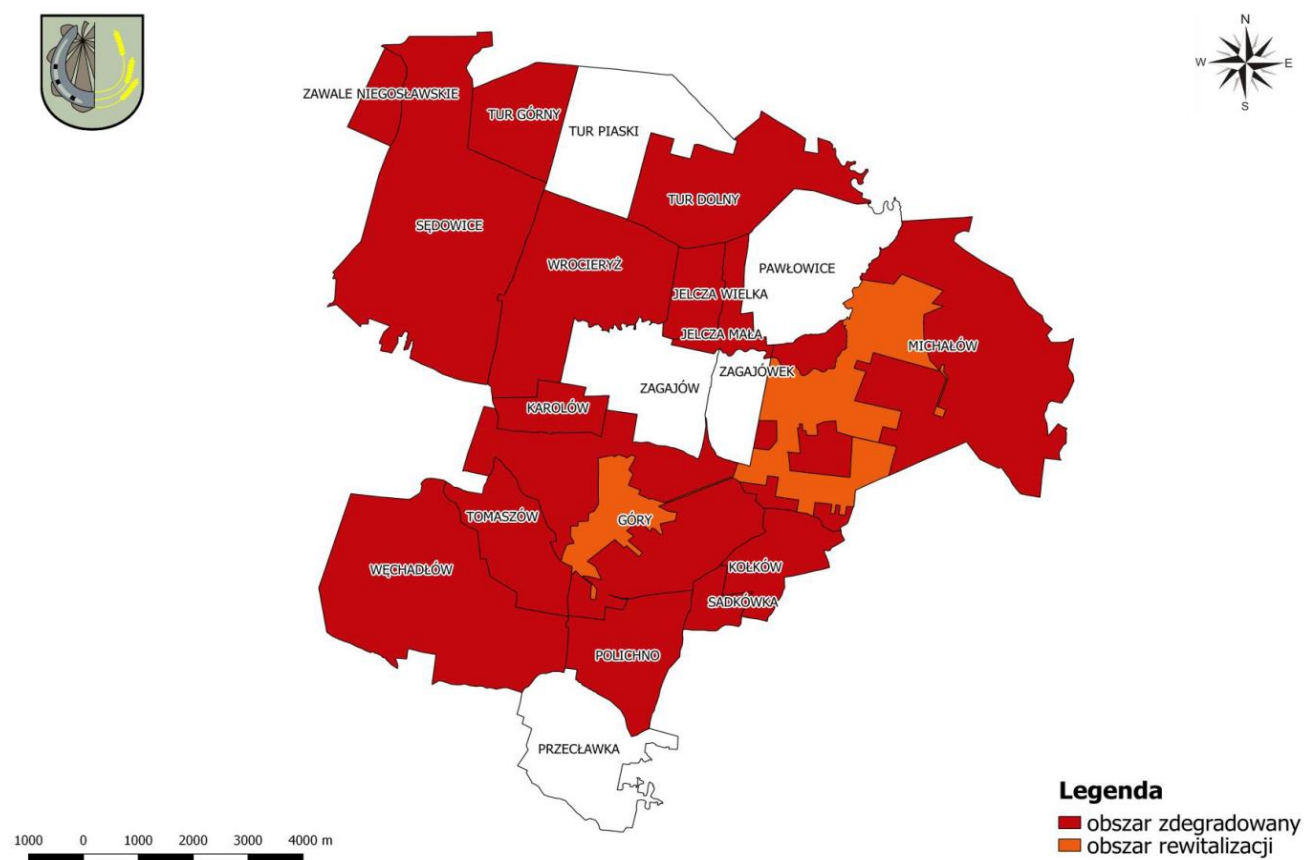 N
W
E
S
ZAWALE NIEGOSŁAWSKIE
TUR GÓRNY
TUR PIASKI
TUR DOLNY
SĘDOWICE
WROCIERYŻ
PAWŁOWICE
JELCZA WIELKA
JELCZA MAŁA
MICHAŁÓW
ZAGAJÓWEK
ZAGAJÓW
KAROLÓW
TOMASZÓW
GÓRY
WĘCHADŁÓW
KOŁKÓW
SADKÓWKA
POLICHNO
PRZECŁAWKA
Legenda
obszar zdegradowany
obszar rewitalizacji
1000 0 1000 2000 3000 4000 m